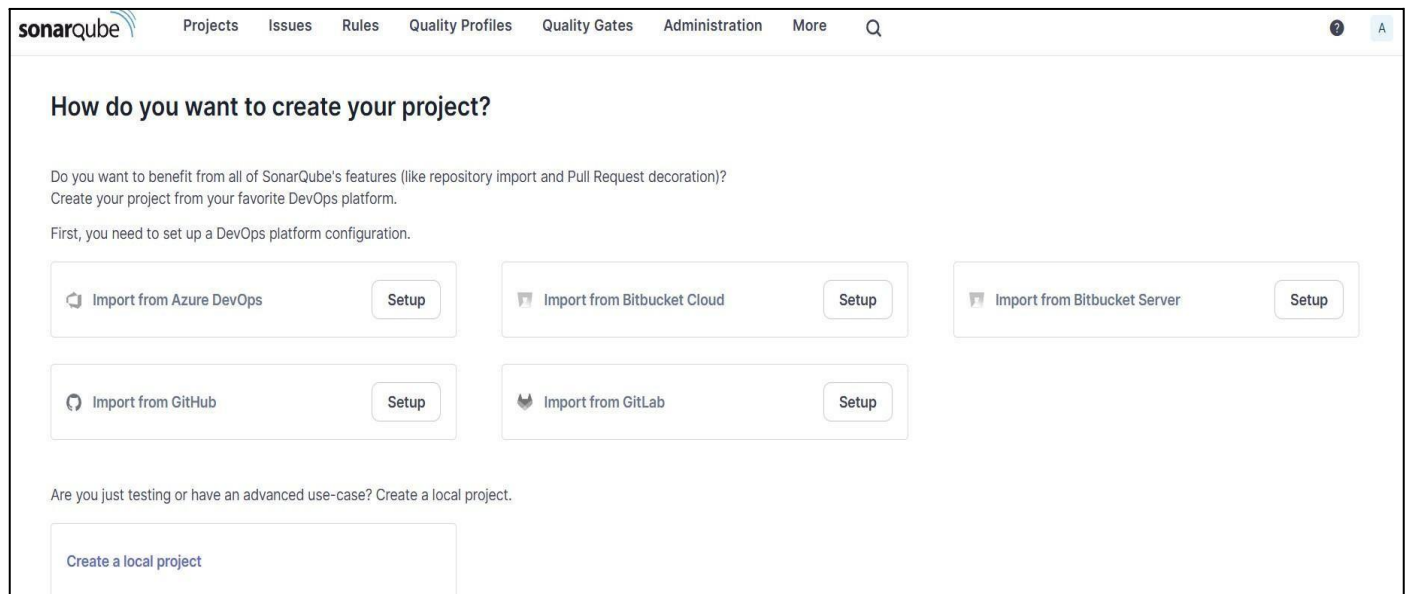 sonarqube Projects Issues Rules Quality Profiles Quality Gates Administration More ? A
How do you want to create your project?
Do you want to benefit from all of SonarQube's features (like repository import and Pull Request decoration)?
Create your project from your favorite DevOps platform.
First, you need to set up a DevOps platform configuration.
Import from Azure DevOps Setup Import from Bitbucket Cloud Setup Import from Bitbucket Server Setup
Import from GitHub Setup Import from GitLab Setup
Are you just testing or have an advanced use-case? Create a local project.
Create a local project